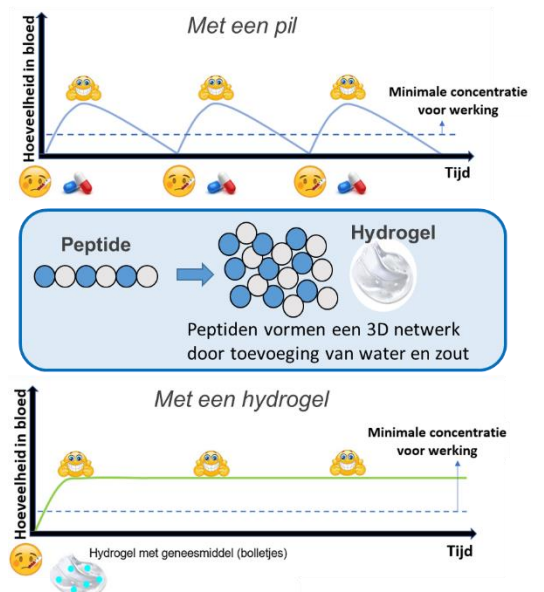 Met een pil
Hoeveelheid in bloed
Minimale concentratie
voor werking
Tijd
Peptide
Hydrogel
Peptiden vormen een 3D netwerk
door toevoeging van water en zout
Met een hydrogel
Hoeveelheid in bloed
Minimale concentratie
voor werking
Tijd
Hydrogel met geneesmiddel (bolletjes)